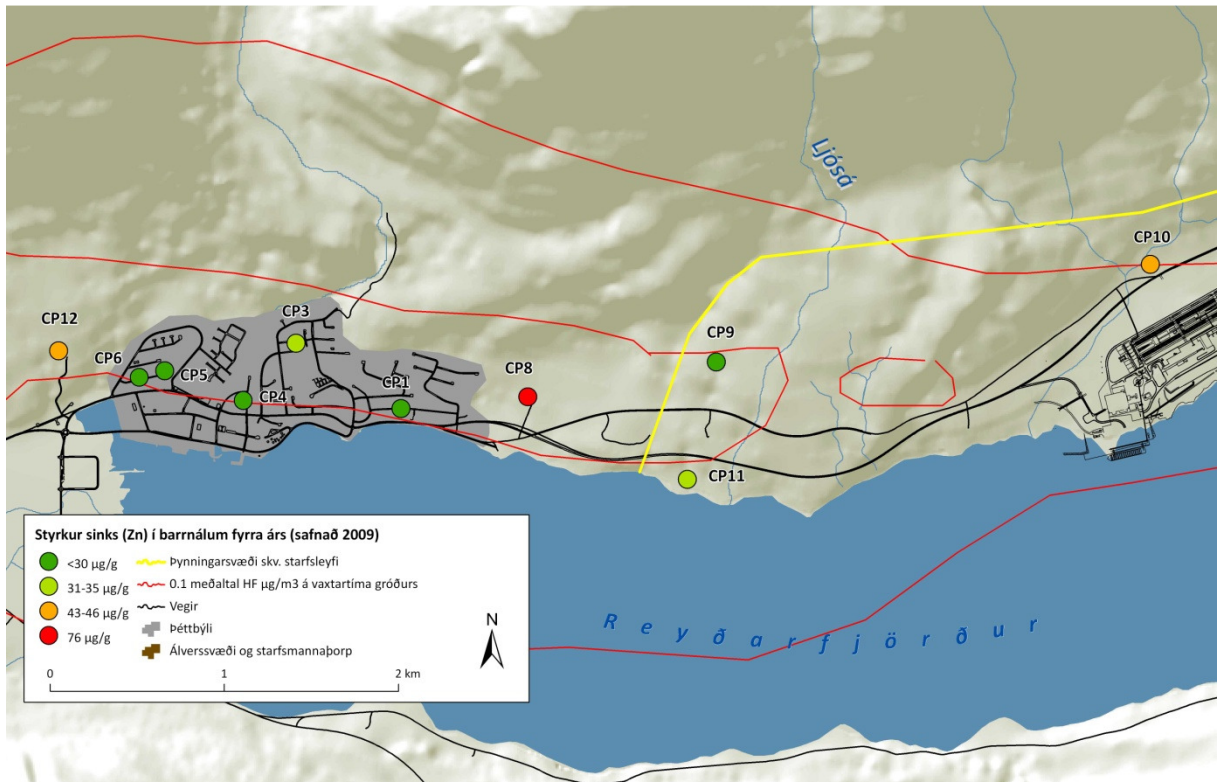 Ljósá
CP10
CP3
CP12
CP9
CP6
CP5
CP8
CP1
CP4
CP11
Styrkur sinks (Zn) í barrnálum fyrra árs (safnað 2009)
<30 µg/g
31-35 µg/g
43-46 µg/g
76 µg/g
Þynningarsvæði skv. starfsleyfi
0.1 meðaltal HF µg/m3 á vaxtartíma gróðurs
Vegir
Þéttbýli
Álverssvæði og starfsmannaþorp
N
0 1 2 km
Reyðarfjörður